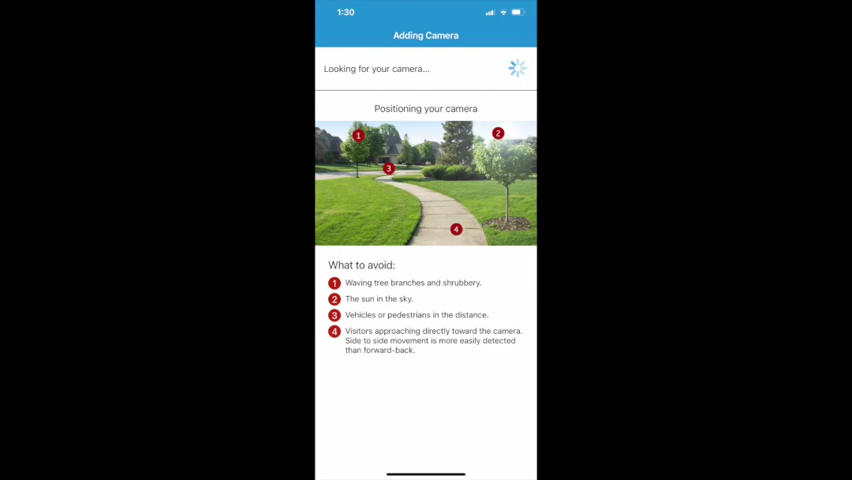 1:30
Adding Camera
Looking for your camera...
Positioning your camera
1
2
3
4
What to avoid:
1 Waving tree branches and shrubbery.
2 The sun in the sky.
3 Vehicles or pedestrians in the distance.
4 Visitors approaching directly toward the camera.
Side to side movement is more easily detected
than forward-back.